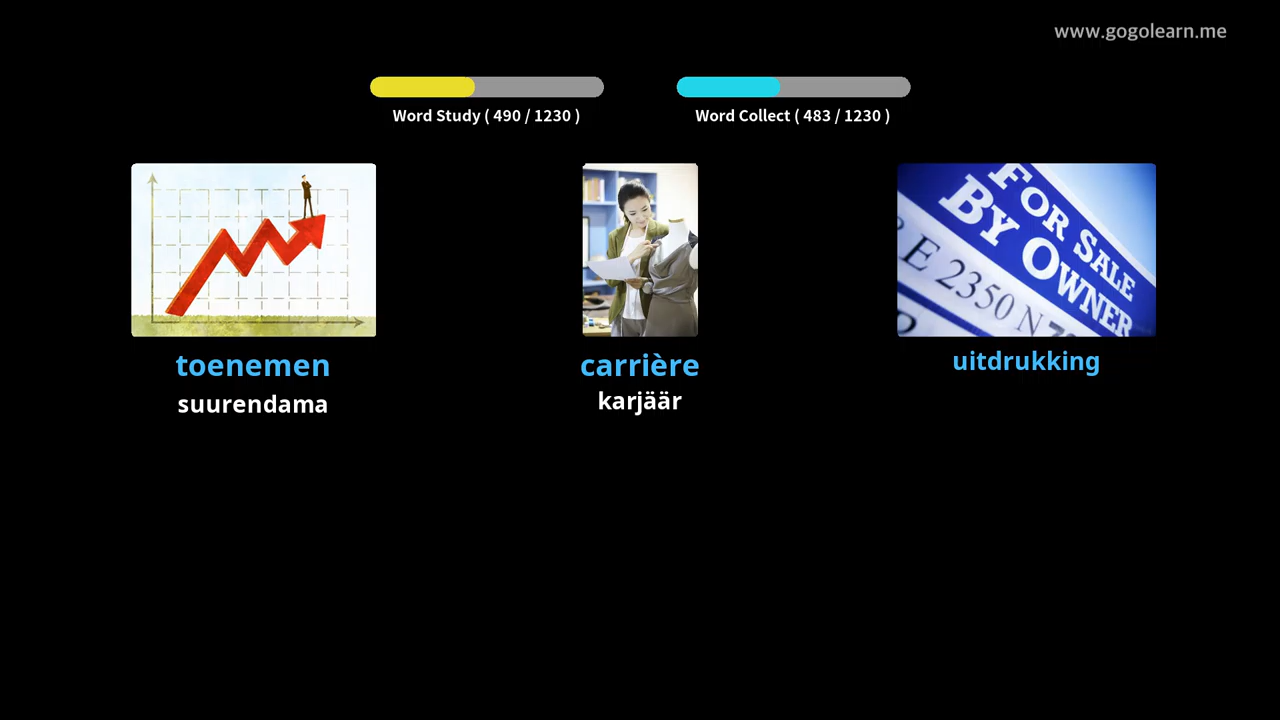 www.gogolearn.me
Word Study ( 490 / 1230 )
Word Collect ( 483 / 1230 )
FOR SALE
BY OWNER
E 2350 N
toenemen
suurendama
carrière
karjäär
uitdrukking